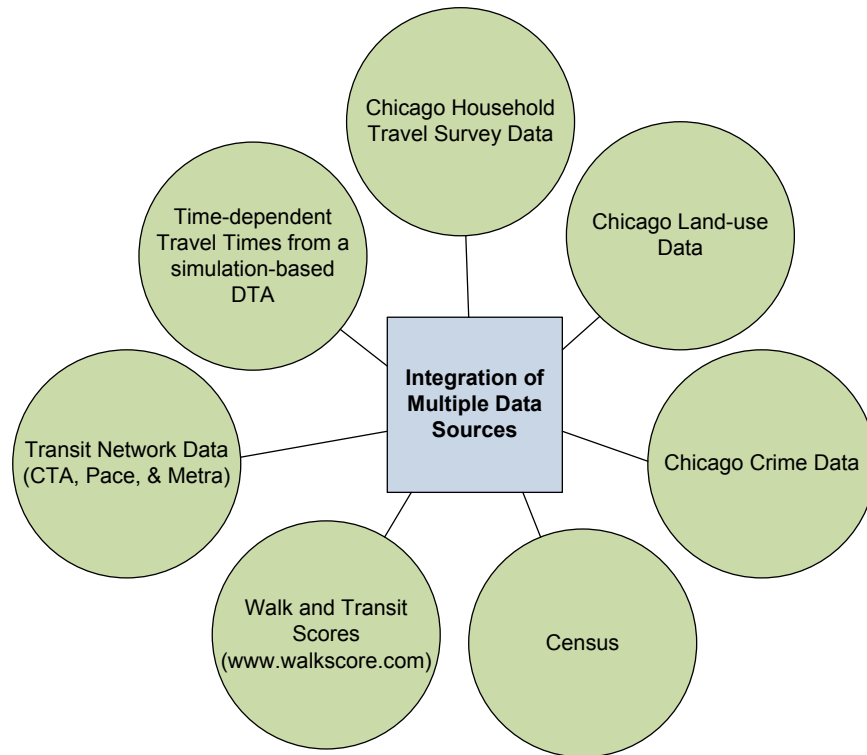 Chicago Household
Travel Survey Data
Time-dependent
Travel Times from a
simulation-based
DTA
Chicago Land-use
Data
Integration of
Multiple Data
Sources
Transit Network Data
(CTA, Pace, & Metra)
Chicago Crime Data
Walk and Transit
Scores
(www.walkscore.com)
Census